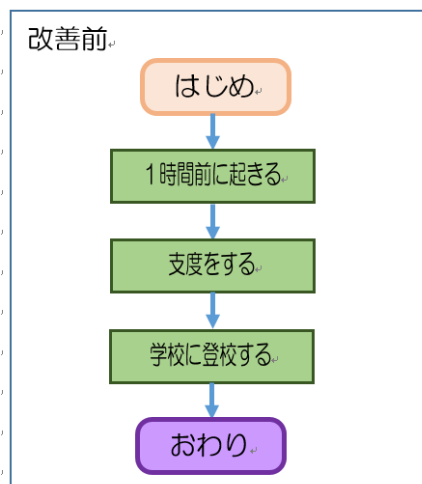 改善前
はじめ
１時間前に起きる
支度をする
学校に登校する
おわり